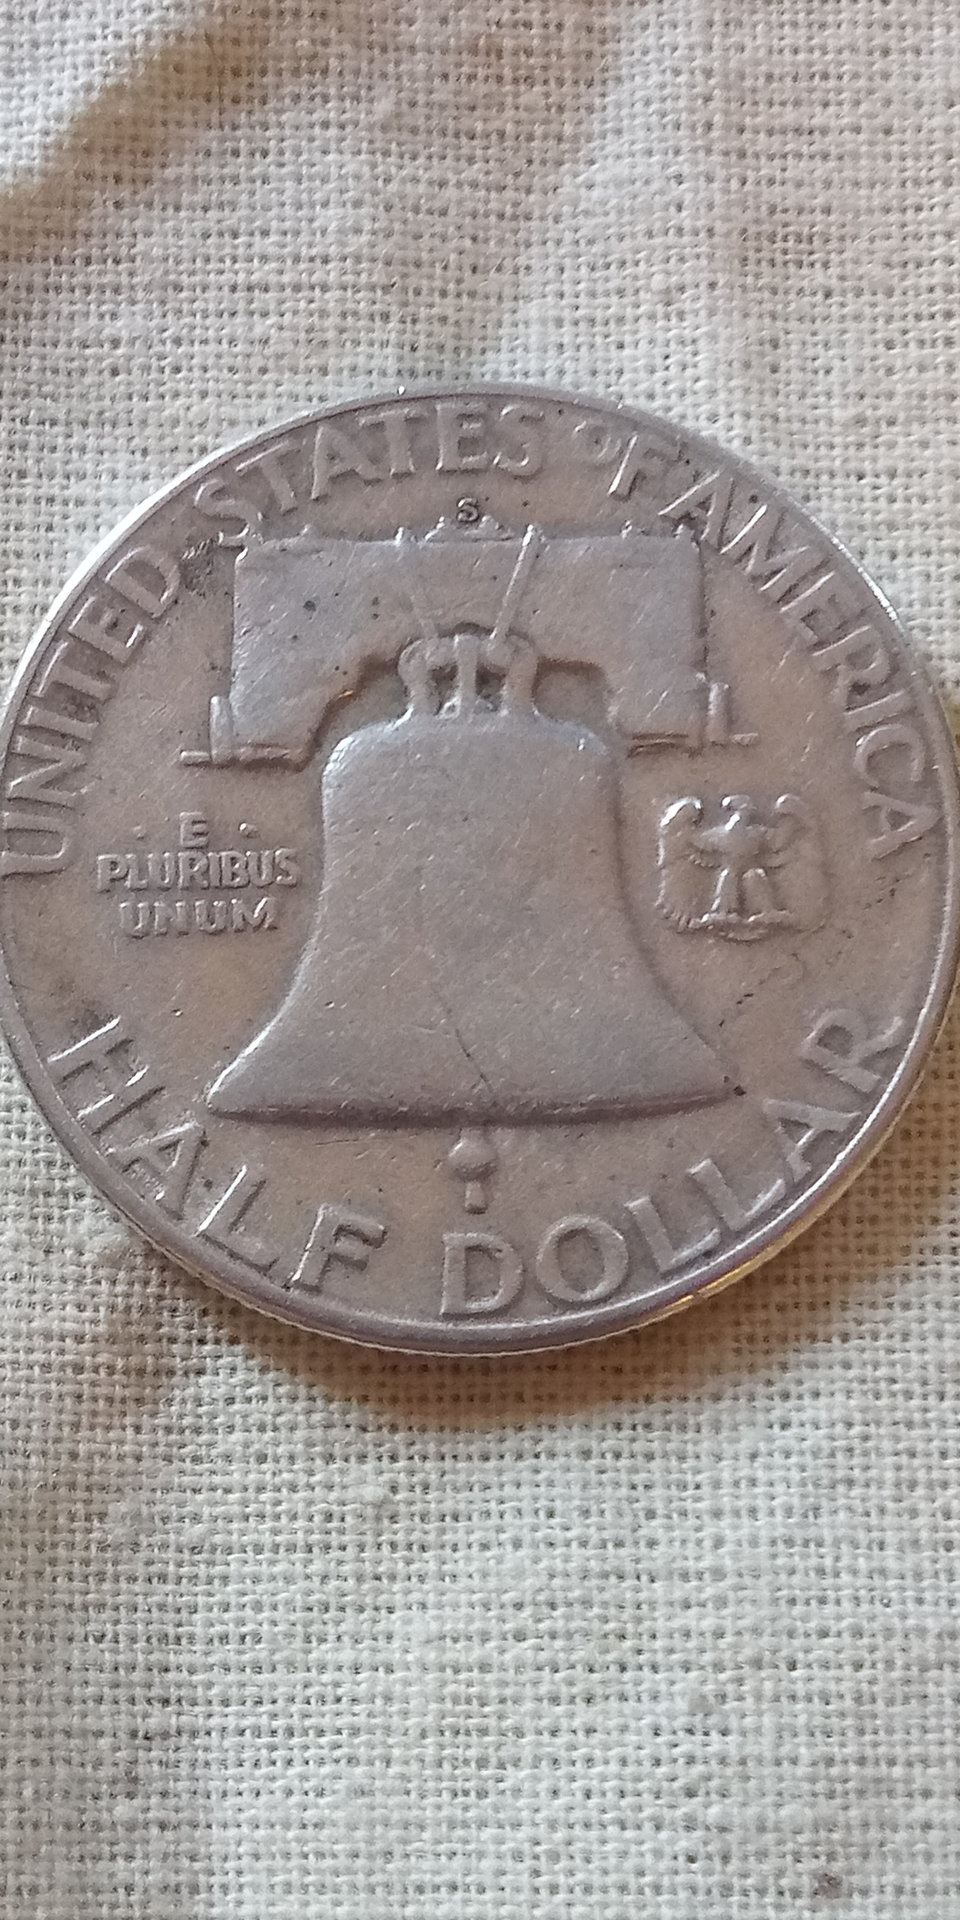 UNITED STATES OF AMERICA
S
· E ·
PLURIBUS
UNUM
HALF DOLLAR